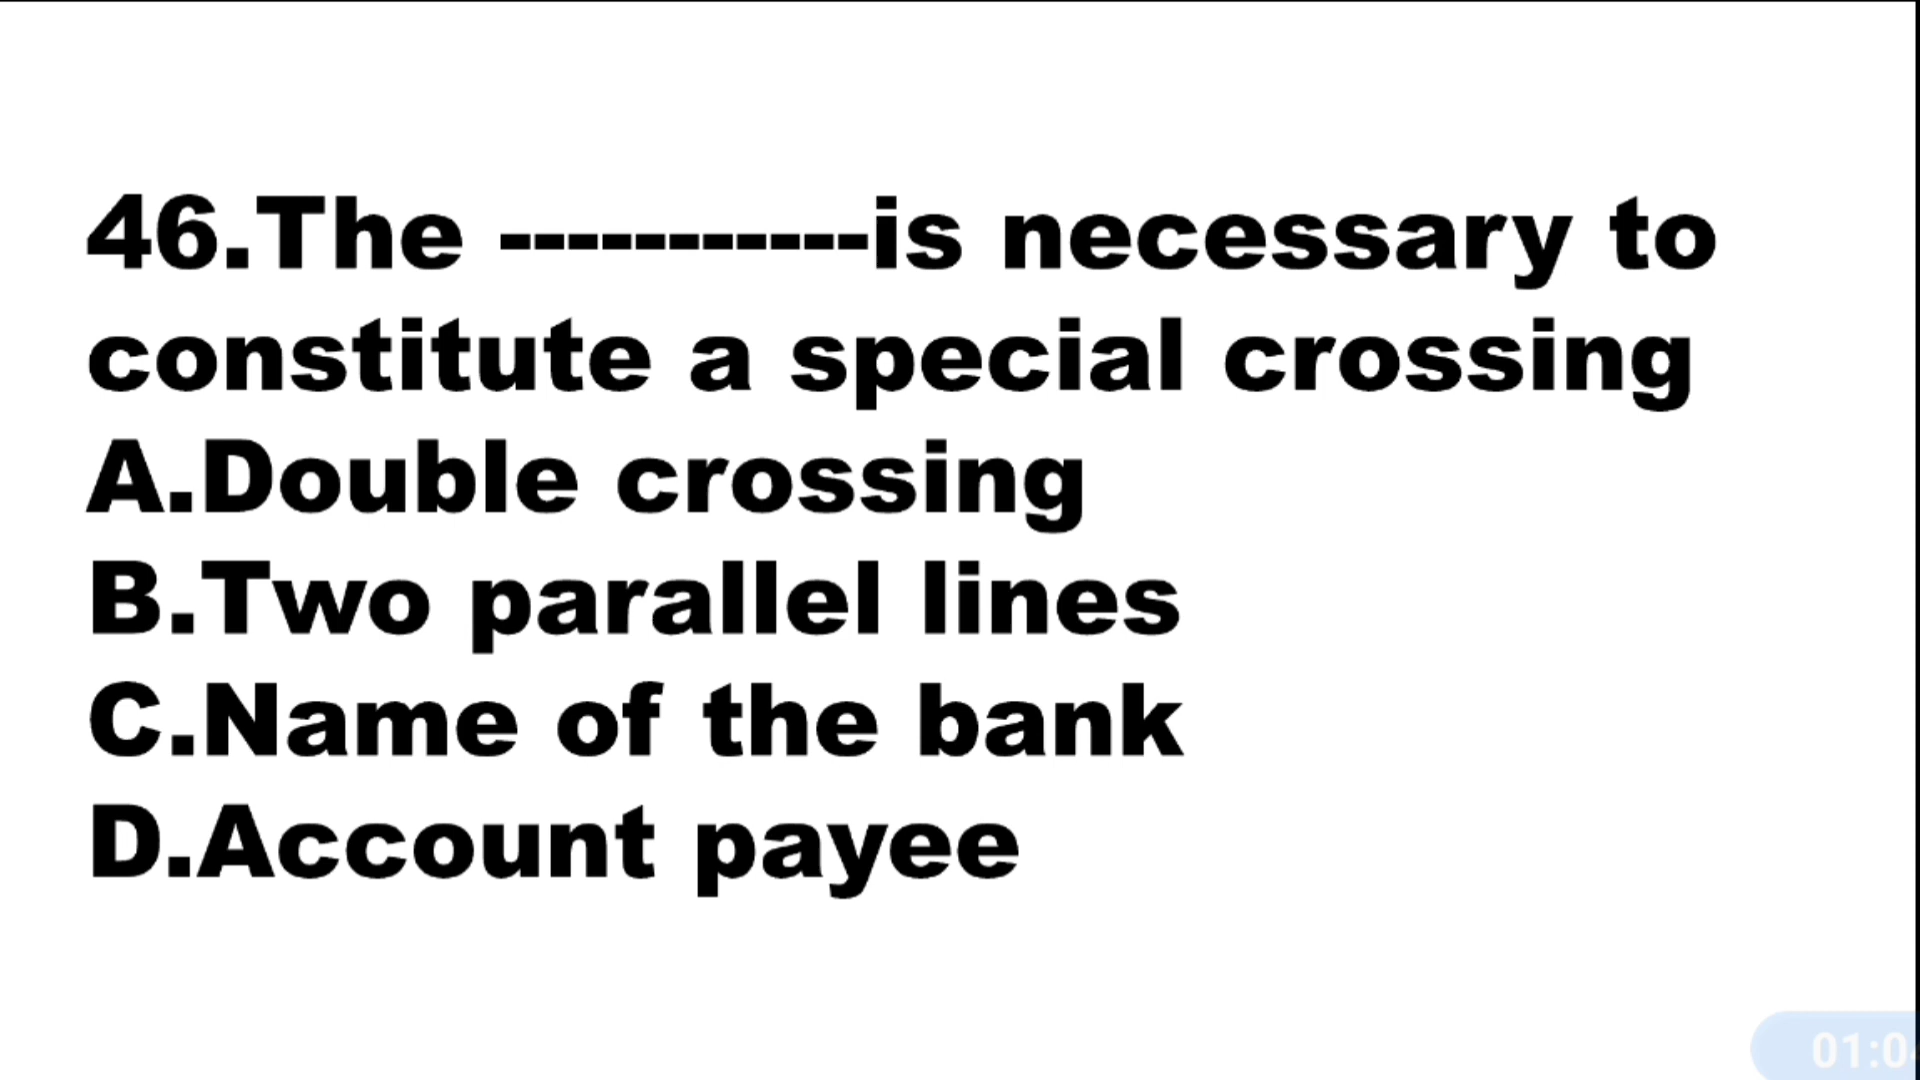 46.The -----------is necessary to
constitute a special crossing
A.Double crossing
B.Two parallel lines
C.Name of the bank
D.Account payee